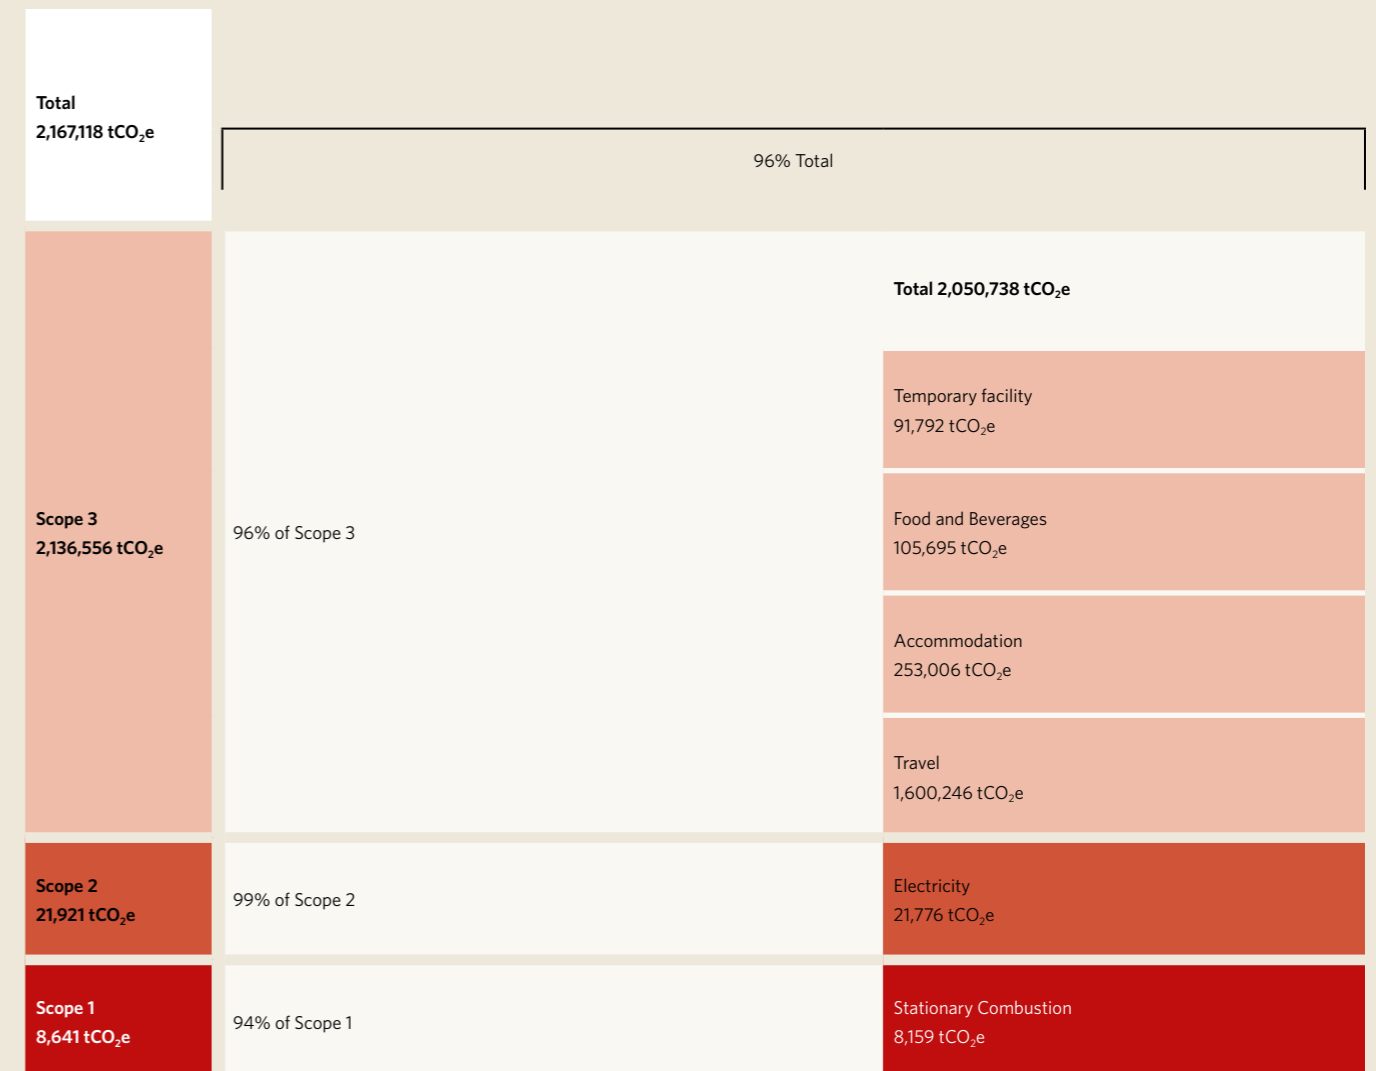 Total
2,167,118 tCO₂e
96% Total
Total 2,050,738 tCO₂e
Temporary facility
91,792 tCO₂e
Scope 3
2,136,556 tCO₂e
96% of Scope 3
Food and Beverages
105,695 tCO₂e
Accommodation
253,006 tCO₂e
Travel
1,600,246 tCO₂e
Scope 2
21,921 tCO₂e
99% of Scope 2
Electricity
21,776 tCO₂e
Scope 1
8,641 tCO₂e
94% of Scope 1
Stationary Combustion
8,159 tCO₂e